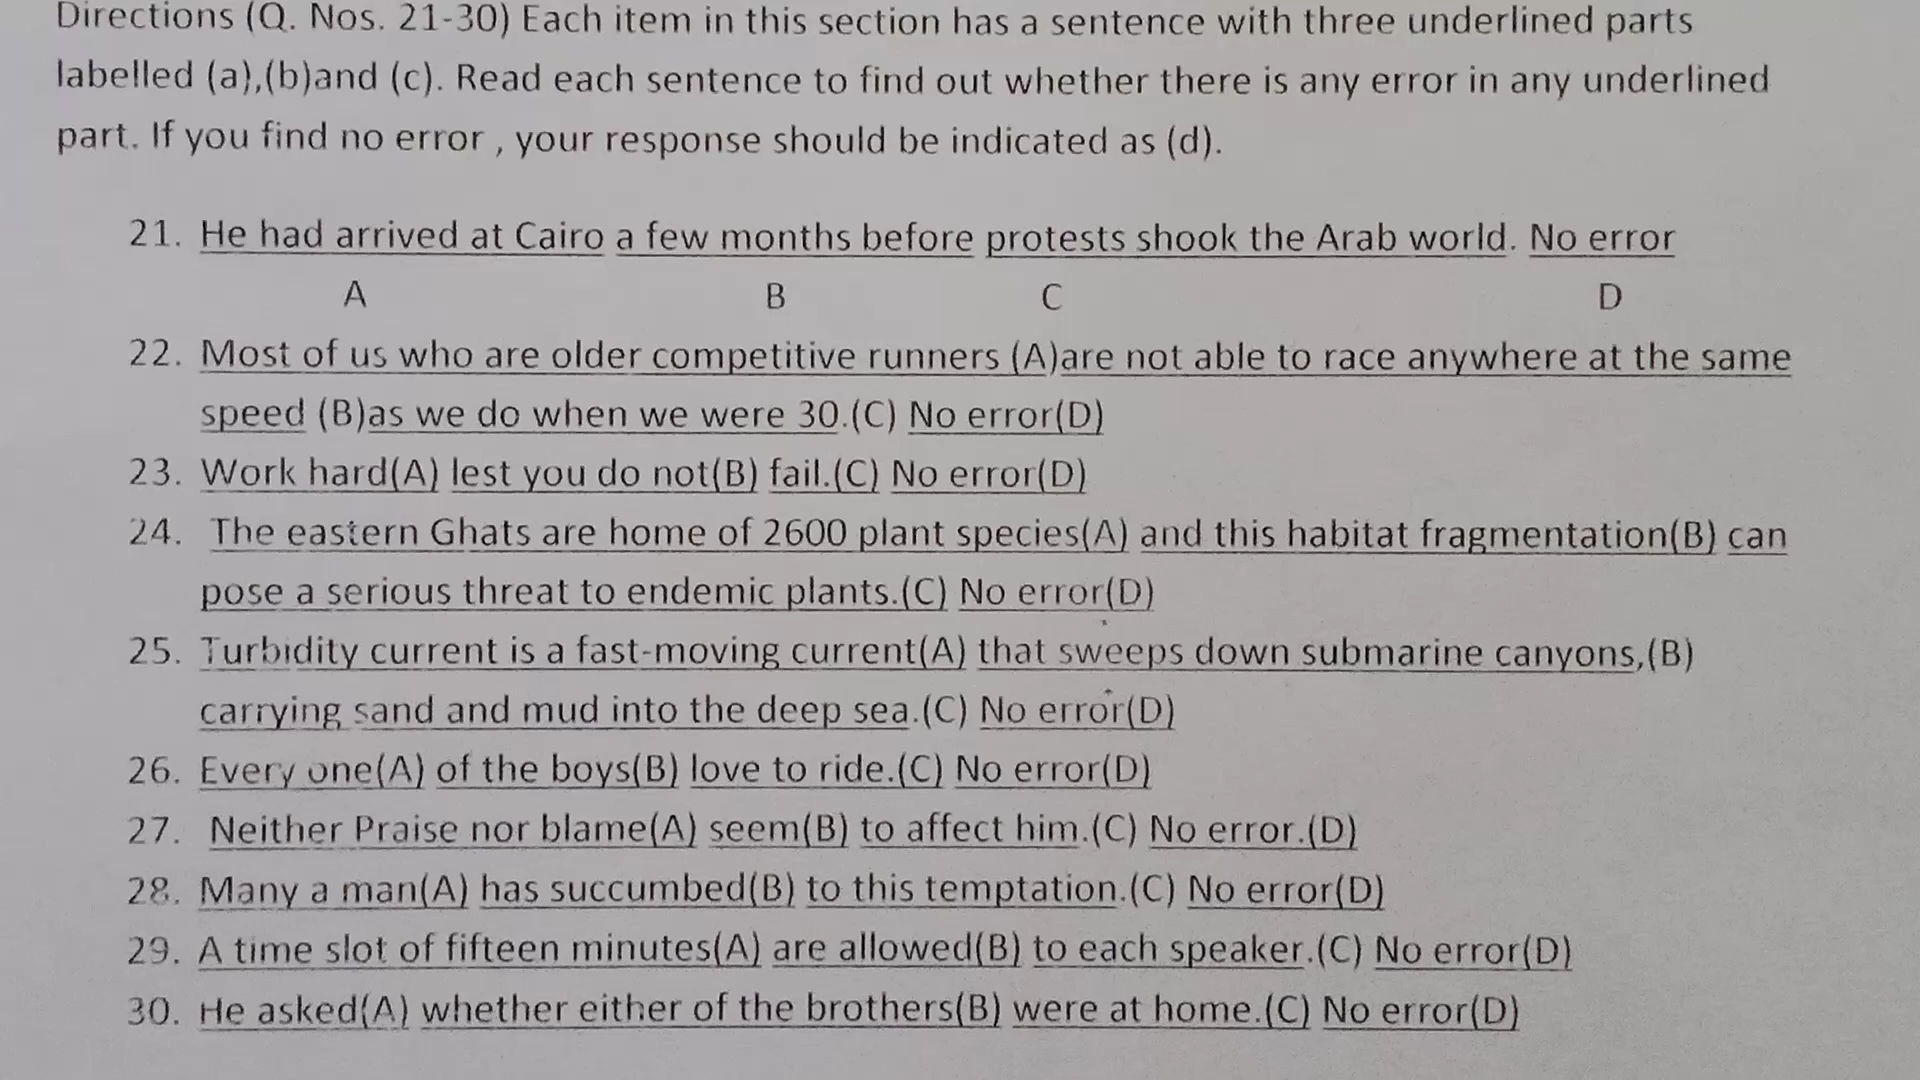 Directions (Q. Nos. 21-30) Each item in this section has a sentence with three underlined parts
labelled (a),(b)and (c). Read each sentence to find out whether there is any error in any underlined
part. If you find no error , your response should be indicated as (d).
21. He had arrived at Cairo a few months before protests shook the Arab world. No error
A B C D
22. Most of us who are older competitive runners (A)are not able to race anywhere at the same
speed (B)as we do when we were 30.(C) No error(D)
23. Work hard(A) lest you do not(B) fail.(C) No error(D)
24. The eastern Ghats are home of 2600 plant species(A) and this habitat fragmentation(B) can
pose a serious threat to endemic plants.(C) No error(D)
25. Turbidity current is a fast-moving current(A) that sweeps down submarine canyons,(B)
carrying sand and mud into the deep sea.(C) No error(D)
26. Every one(A) of the boys(B) love to ride.(C) No error(D)
27. Neither Praise nor blame(A) seem(B) to affect him.(C) No error.(D)
28. Many a man(A) has succumbed(B) to this temptation.(C) No error(D)
29. A time slot of fifteen minutes(A) are allowed(B) to each speaker.(C) No error(D)
30. He asked(A) whether either of the brothers(B) were at home.(C) No error(D)